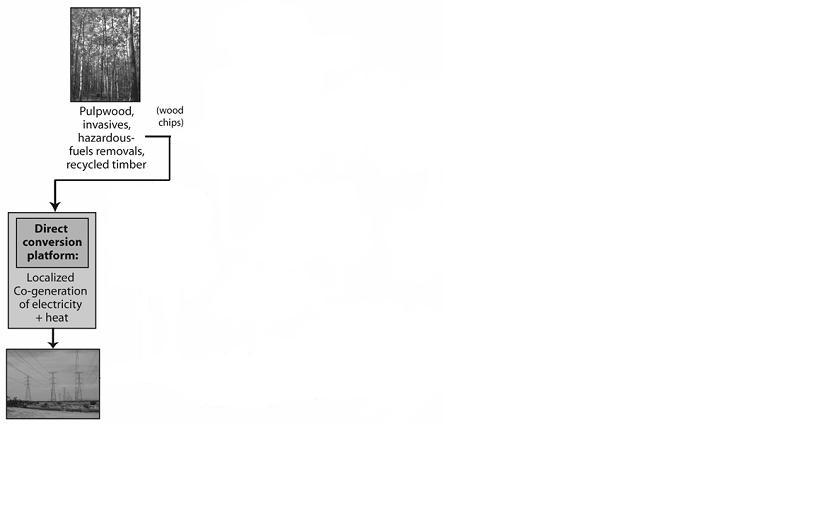 Pulpwood,
invasives,
hazardous-
fuels removals,
recycled timber
(wood
chips)
Direct
conversion
platform:
Localized
Co-generation
of electricity
+ heat